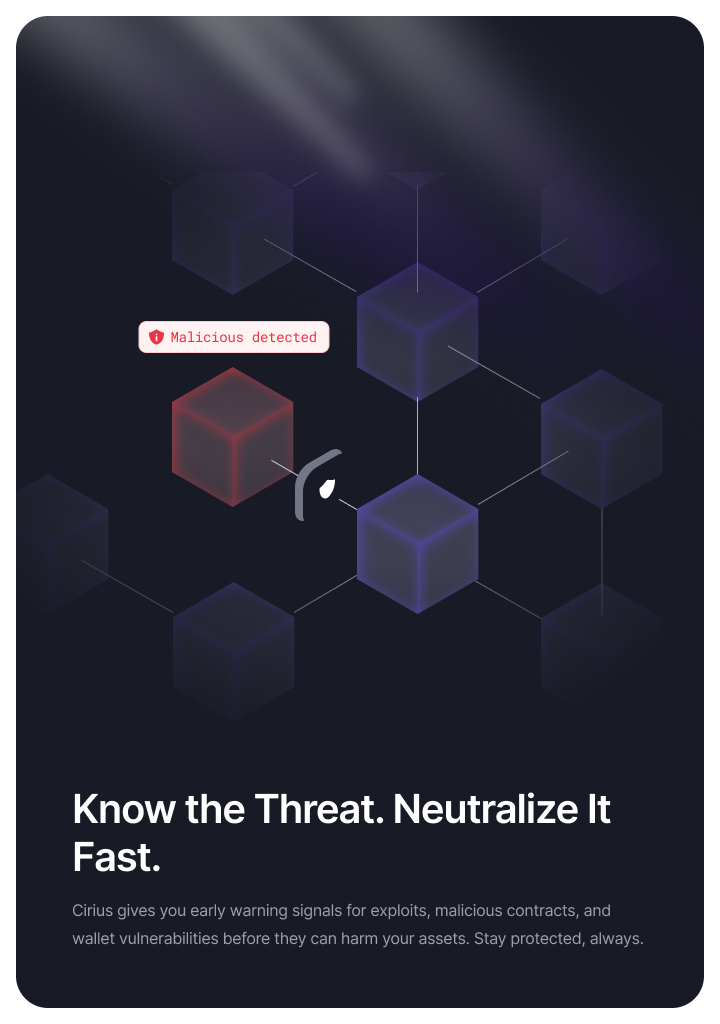 Malicious detected
Know the Threat. Neutralize It
Fast.
Cirius gives you early warning signals for exploits, malicious contracts, and
wallet vulnerabilities before they can harm your assets. Stay protected, always.